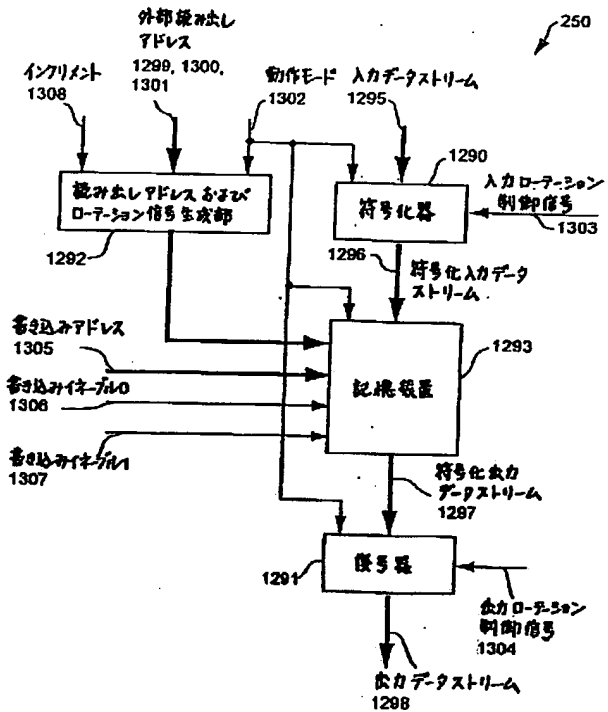 250
外部読み出し
アドレス
1299, 1300,
1301
インクリメント
1308
動作モード
1302
入力データストリーム
1295
読み出しアドレスおよび
ローテーション信号生成部
1292
1290
符号化器
入力ローテーション
制御信号
1303
1296
符号化入力データ
ストリーム
書き込みアドレス
1305
書き込みイネーブル0
1306
書き込みイネーブル1
1307
1293
記憶装置
符号化出力
データストリーム
1297
1291
復号器
出力ローテーション
制御信号
1304
出力データストリーム
1298